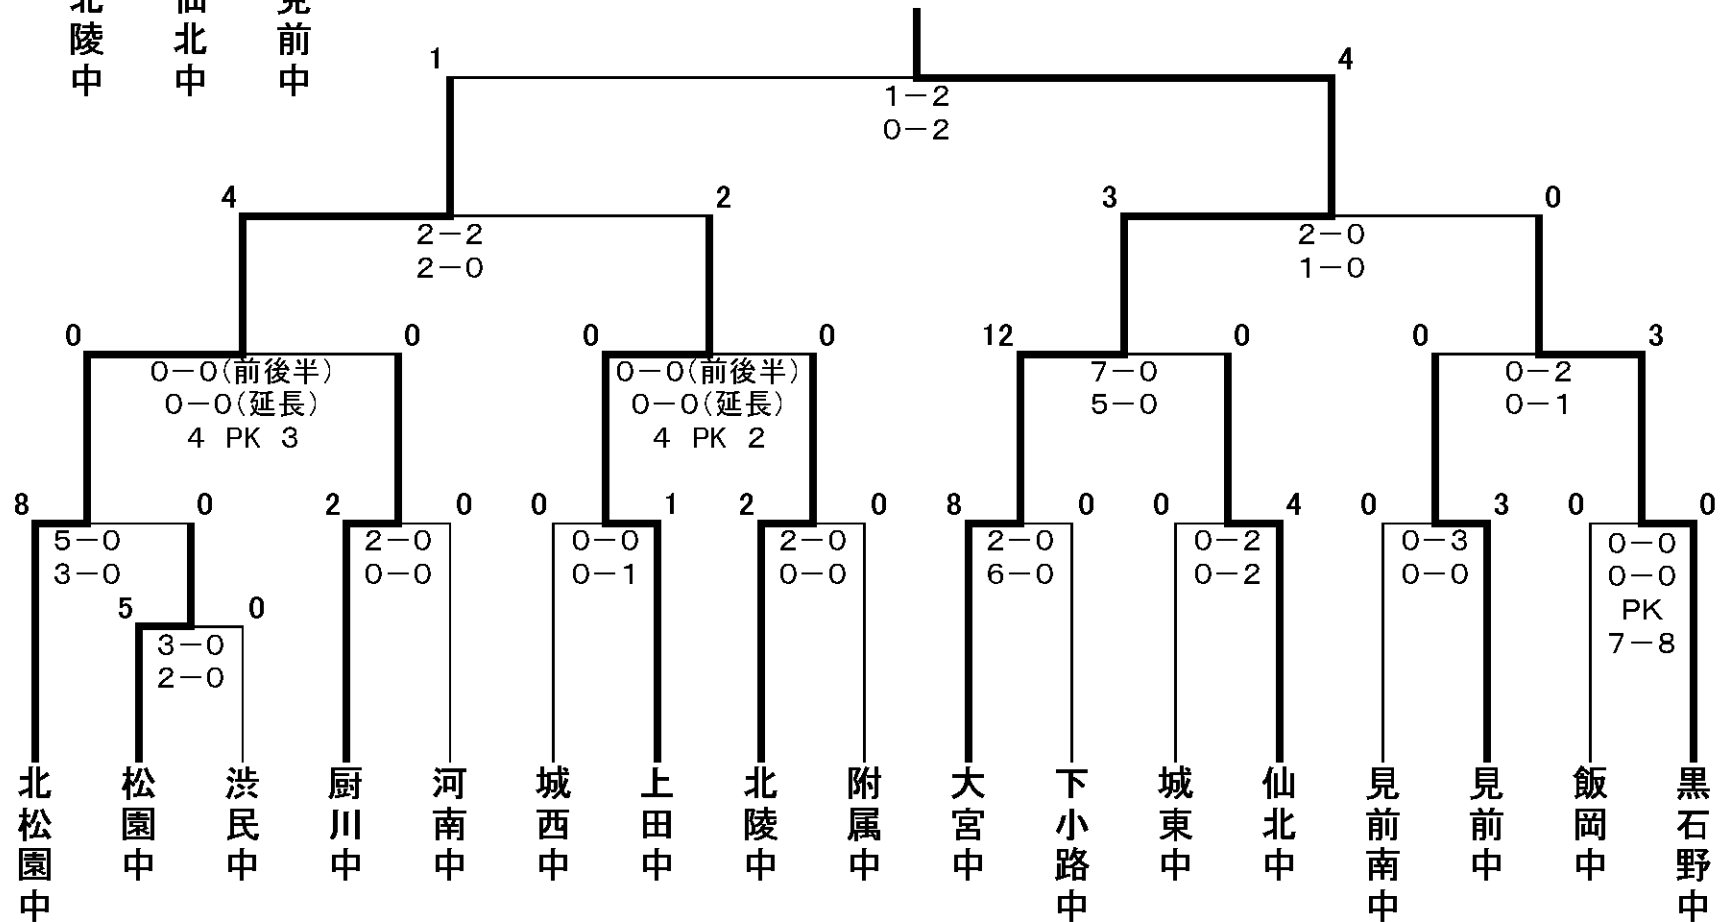 北陵中
仙北中
見前中
1
4
1－2
0－2
4
2
3
0
2－2
2－0
2－0
1－0
0
0
0
0
12
0
0
3
0－0(前後半)
0－0(延長)
4 PK 3
0－0(前後半)
0－0(延長)
4 PK 2
7－0
5－0
0－2
0－1
8
0
2
0
0
1
2
0
8
0
0
4
0
3
0
0
5－0
3－0
2－0
0－0
0－0
0－1
2－0
0－0
2－0
6－0
0－2
0－2
0－3
0－0
0－0
0－0
PK
7－8
5
0
3－0
2－0
北松園中
松園中
渋民中
厨川中
河南中
城西中
上田中
北陵中
附属中
大宮中
下小路中
城東中
仙北中
見前南中
見前中
飯岡中
黒石野中